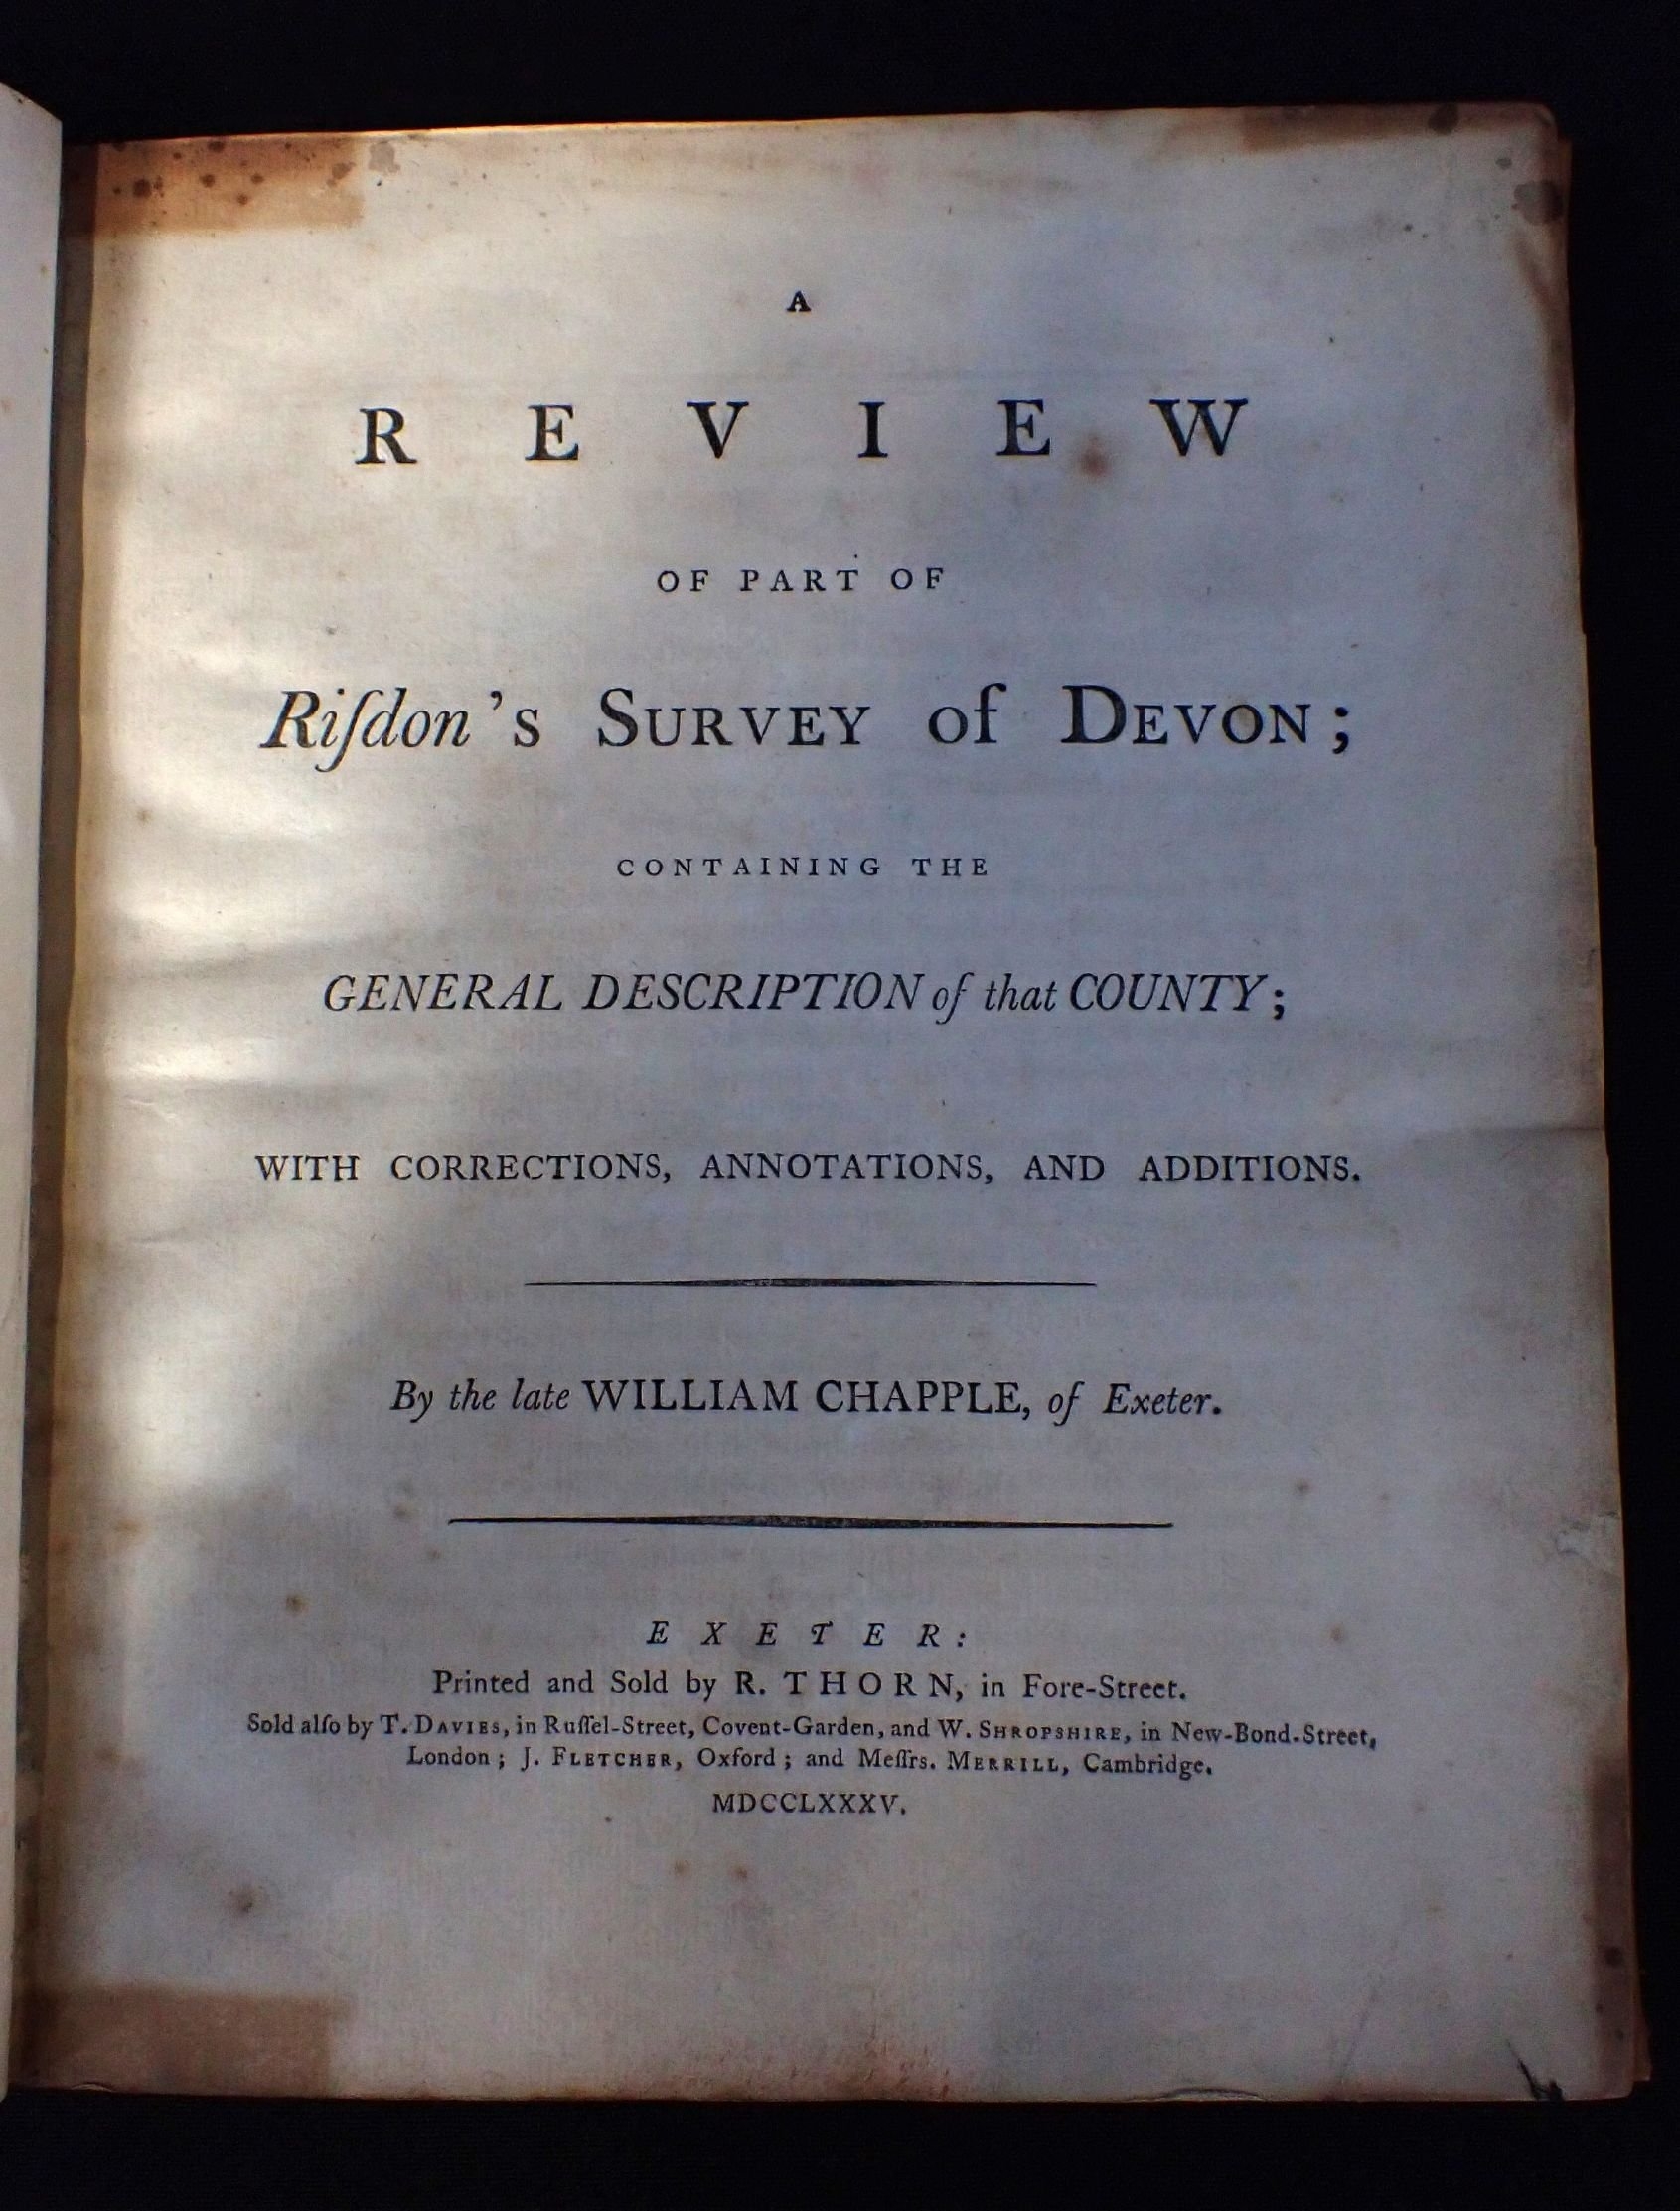 A
REVIEW
OF PART OF
Riſdon's SURVEY of DEVON;
CONTAINING THE
GENERAL DESCRIPTION of that COUNTY;
WITH CORRECTIONS, ANNOTATIONS, AND ADDITIONS.
By the late WILLIAM CHAPPLE, of Exeter.
EXETER:
Printed and Sold by R. THORN, in Fore-Street.
Sold alſo by T. DAVIES, in Ruſſel-Street, Covent-Garden, and W. SHROPSHIRE, in New-Bond-Street,
London; J. FLETCHER, Oxford; and Meſſrs. MERRILL, Cambridge.
MDCCLXXXV.